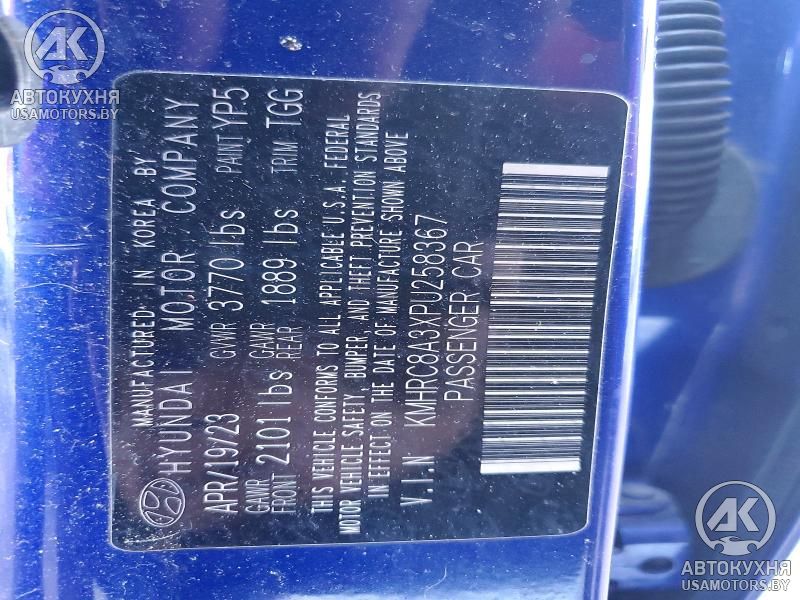 MANUFACTURED IN KOREA BY
HYUNDAI MOTOR COMPANY
APR/19/23 GVWR 3770 lbs PAINT YP5
GAWR FRONT 2101 lbs GAWR REAR 1889 lbs TRIM TGG
THIS VEHICLE CONFORMS TO ALL APPLICABLE U.S.A. FEDERAL
MOTOR VEHICLE SAFETY, BUMPER, AND THEFT PREVENTION STANDARDS
IN EFFECT ON THE DATE OF MANUFACTURE SHOWN ABOVE
V.I.N KMHRC8A3XPU258367
PASSENGER CAR
АК
АВТОКУХНЯ
USAMOTORS.BY
АК
АВТОКУХНЯ
USAMOTORS.BY